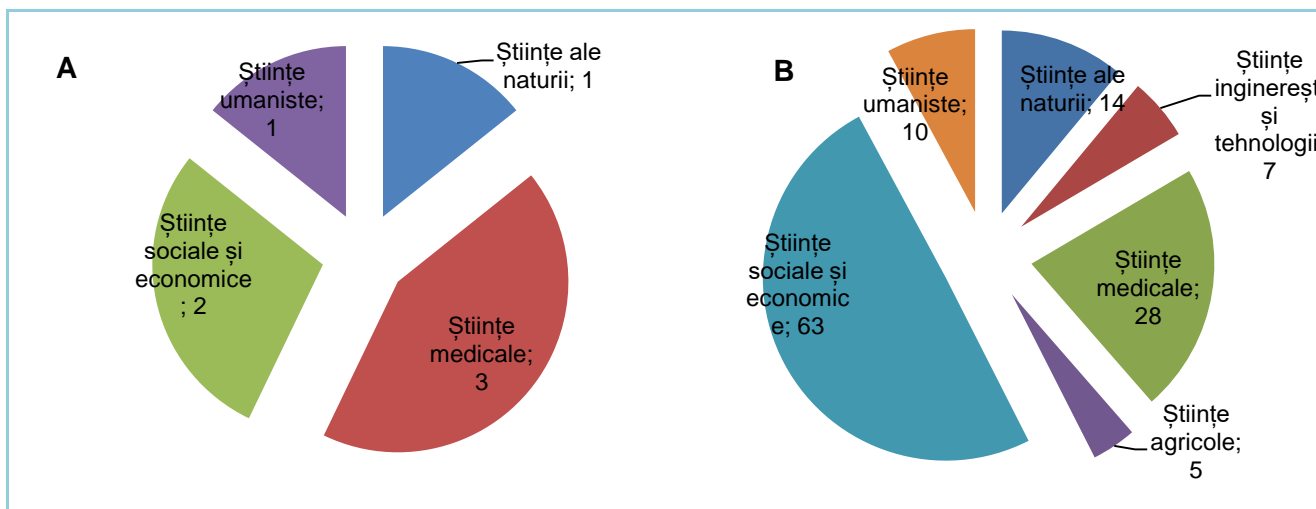 A
Științe
umaniste;
1
Științe ale
naturii; 1
Științe
sociale și
economice
; 2
Științe
medicale;
3
B
Științe
umaniste;
10
Științe ale
naturii; 14
Științe
inginereșt
și
tehnologii
7
Științe
sociale și
economic
e; 63
Științe
medicale;
28
Științe
agricole;
5